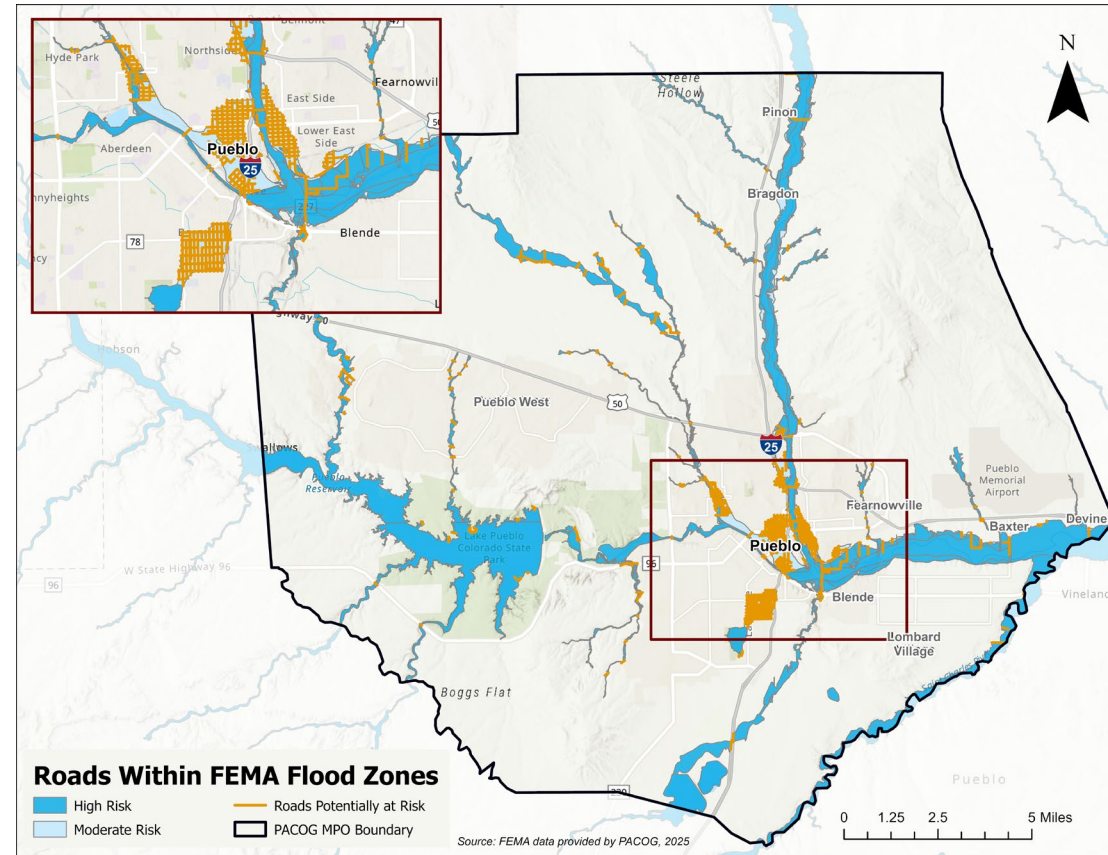 Belmont
47
Hyde Park
Northside
Fearnowville
East Side
50
Lower East
Side
Aberdeen
Pueblo
25
227
Blende
78
N
Steele
Hollow
Pinon
Bragdon
Hobson
Pueblo West
50
25
Pueblo
Memorial
Airport
Fearnowville
Baxter
Devine
Lake Pueblo
Colorado State
Park
Pueblo
96
W State Highway 96
96
Blende
Vineland
Lombard
Village
Boggs Flat
Pueblo
Roads Within FEMA Flood Zones
High Risk
Roads Potentially at Risk
Moderate Risk
PACOG MPO Boundary
Source: FEMA data provided by PACOG, 2025
0 1.25 2.5 5 Miles